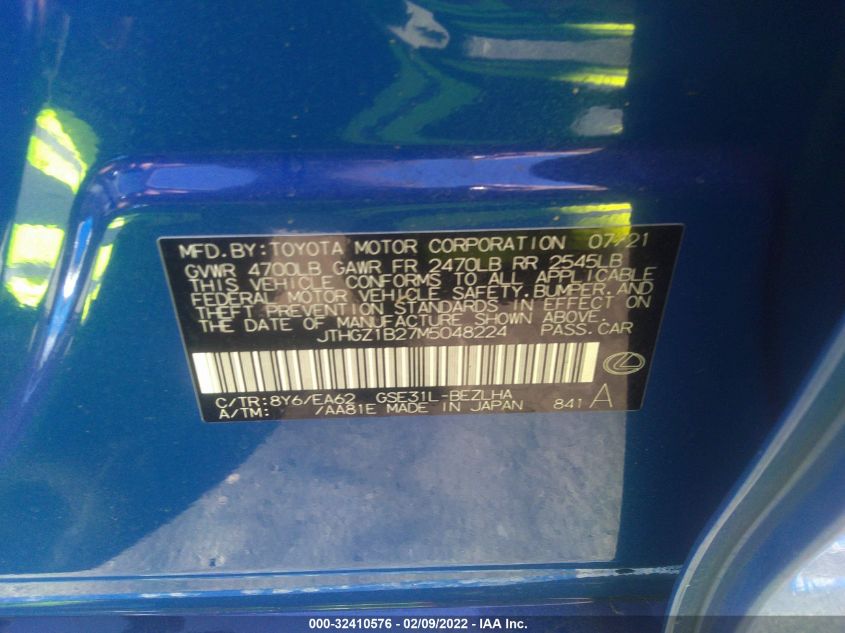 MFD. BY: TOYOTA MOTOR CORPORATION 07/21
GVWR 4700LB GAWR FR 2470LB RR 2545LB
THIS VEHICLE CONFORMS TO ALL APPLICABLE
FEDERAL MOTOR VEHICLE SAFETY, BUMPER, AND
THEFT PREVENTION STANDARDS IN EFFECT ON
THE DATE OF MANUFACTURE SHOWN ABOVE.
JTHGZ1B27M5048224 PASS. CAR
C/TR: 8Y6/EA62 GSE31L-BEZLHA
A/TM: /AA81E MADE IN JAPAN 841 A
000-32410576 - 02/09/2022 - IAA Inc.